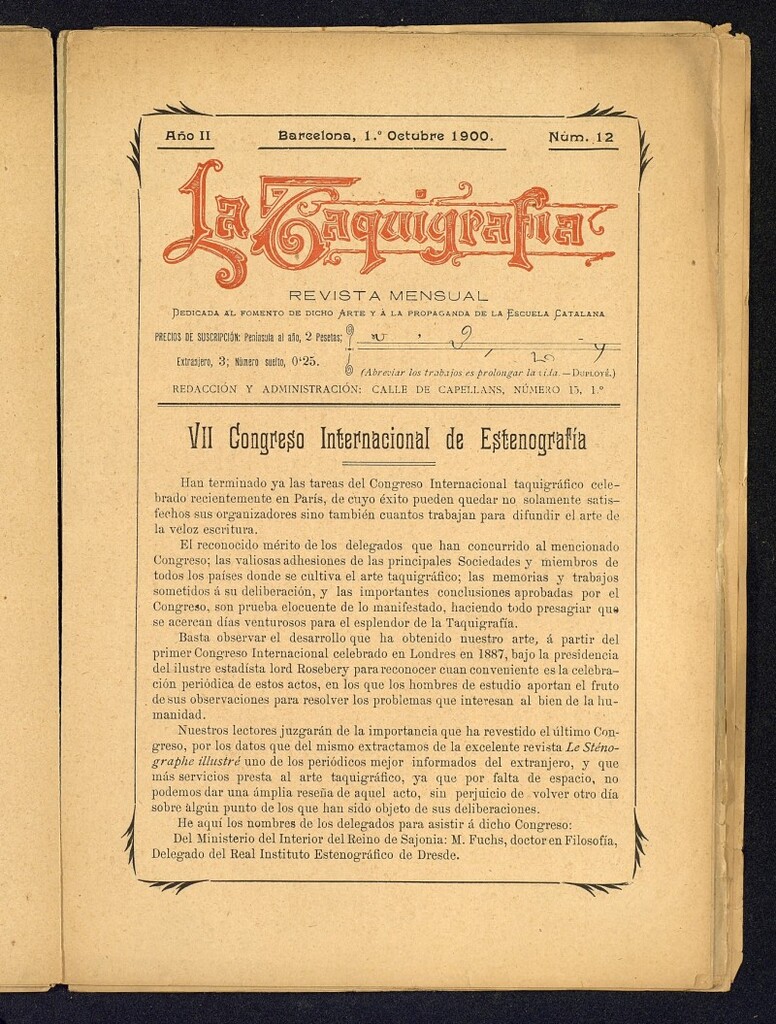 Año II
Barcelona, 1.º Octubre 1900.
Núm. 12
La Taquigrafía
REVISTA MENSUAL
DEDICADA AL FOMENTO DE DICHO ARTE Y Á LA PROPAGANDA DE LA ESCUELA CATALANA
PRECIOS DE SUSCRIPCIÓN: Península al año, 2 Pesetas;
Extranjero, 3; Número suelto, 0'25.
(Abreviar los trabajos es prolongar la vida.—DUPLOYÉ.)
REDACCIÓN Y ADMINISTRACIÓN: CALLE DE CAPELLANS, NÚMERO 15, 1.º
VII Congreso Internacional de Estenografía
Han terminado ya las tareas del Congreso Internacional taquigráfico cele-
brado recientemente en París, de cuyo éxito pueden quedar no solamente satis-
fechos sus organizadores sino también cuantos trabajan para difundir el arte de
la veloz escritura.
El reconocido mérito de los delegados que han concurrido al mencionado
Congreso; las valiosas adhesiones de las principales Sociedades y miembros de
todos los países donde se cultiva el arte taquigráfico; las memorias y trabajos
sometidos á su deliberación, y las importantes conclusiones aprobadas por el
Congreso, son prueba elocuente de lo manifestado, haciendo todo presagiar que
se acercan días venturosos para el esplendor de la Taquigrafía.
Basta observar el desarrollo que ha obtenido nuestro arte, á partir del
primer Congreso Internacional celebrado en Londres en 1887, bajo la presidencia
del ilustre estadísta lord Rosebery para reconocer cuan conveniente es la celebra-
ción periódica de estos actos, en los que los hombres de estudio aportan el fruto
de sus observaciones para resolver los problemas que interesan al bien de la hu-
manidad.
Nuestros lectores juzgarán de la importancia que ha revestido el último Con-
greso, por los datos que del mismo extractamos de la excelente revista Le Sténo-
graphe illustré uno de los periódicos mejor informados del extranjero, y que
más servicios presta al arte taquigráfico, ya que por falta de espacio, no
podemos dar una ámplia reseña de aquel acto, sin perjuicio de volver otro día
sobre algún punto de los que han sido objeto de sus deliberaciones.
He aquí los nombres de los delegados para asistir á dicho Congreso:
Del Ministerio del Interior del Reino de Sajonia: M. Fuchs, doctor en Filosofía,
Delegado del Real Instituto Estenográfico de Dresde.